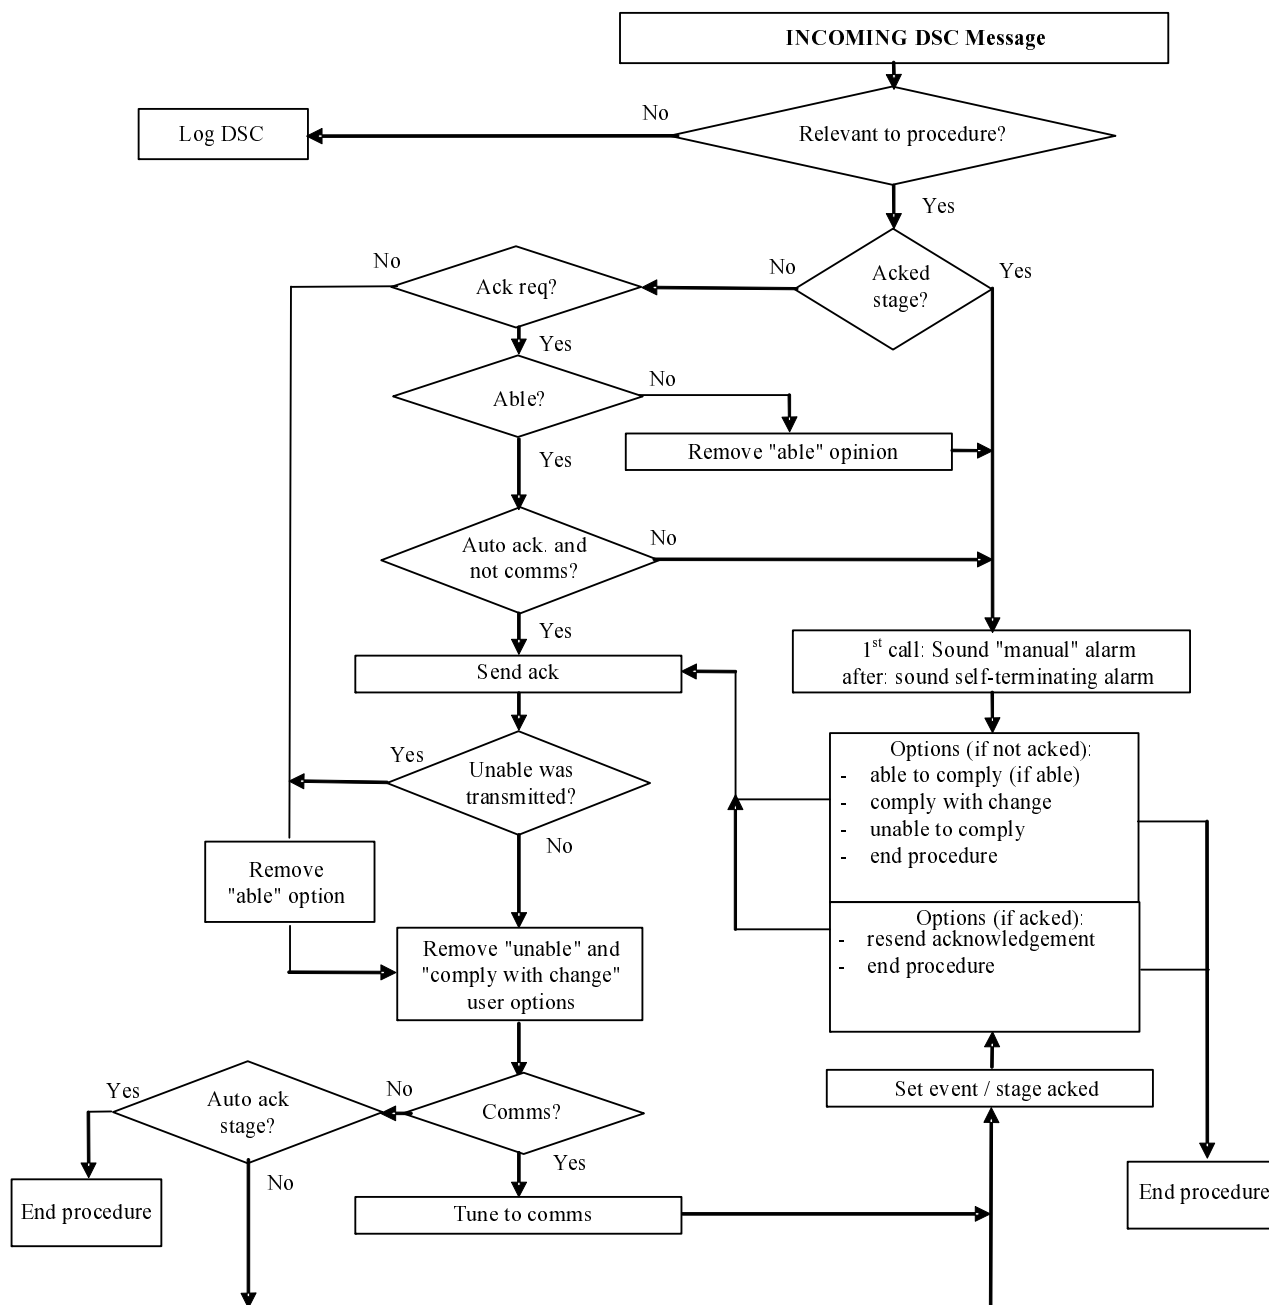 INCOMING DSC Message
No
Log DSC
Relevant to procedure?
Yes
No
Ack req?
No
Acked
stage?
Yes
Yes
Able?
No
Remove "able" opinion
Yes
Auto ack. and
not comms?
No
Yes
Send ack
1st call: Sound "manual" alarm
after: sound self-terminating alarm
Yes
Unable was
transmitted?
No
Options (if not acked):
- able to comply (if able)
- comply with change
- unable to comply
- end procedure
Remove
"able" option
Options (if acked):
- resend acknowledgement
- end procedure
Remove "unable" and
"comply with change"
user options
Set event / stage acked
Yes
Auto ack
stage?
No
Comms?
Yes
No
End procedure
Tune to comms
End procedure